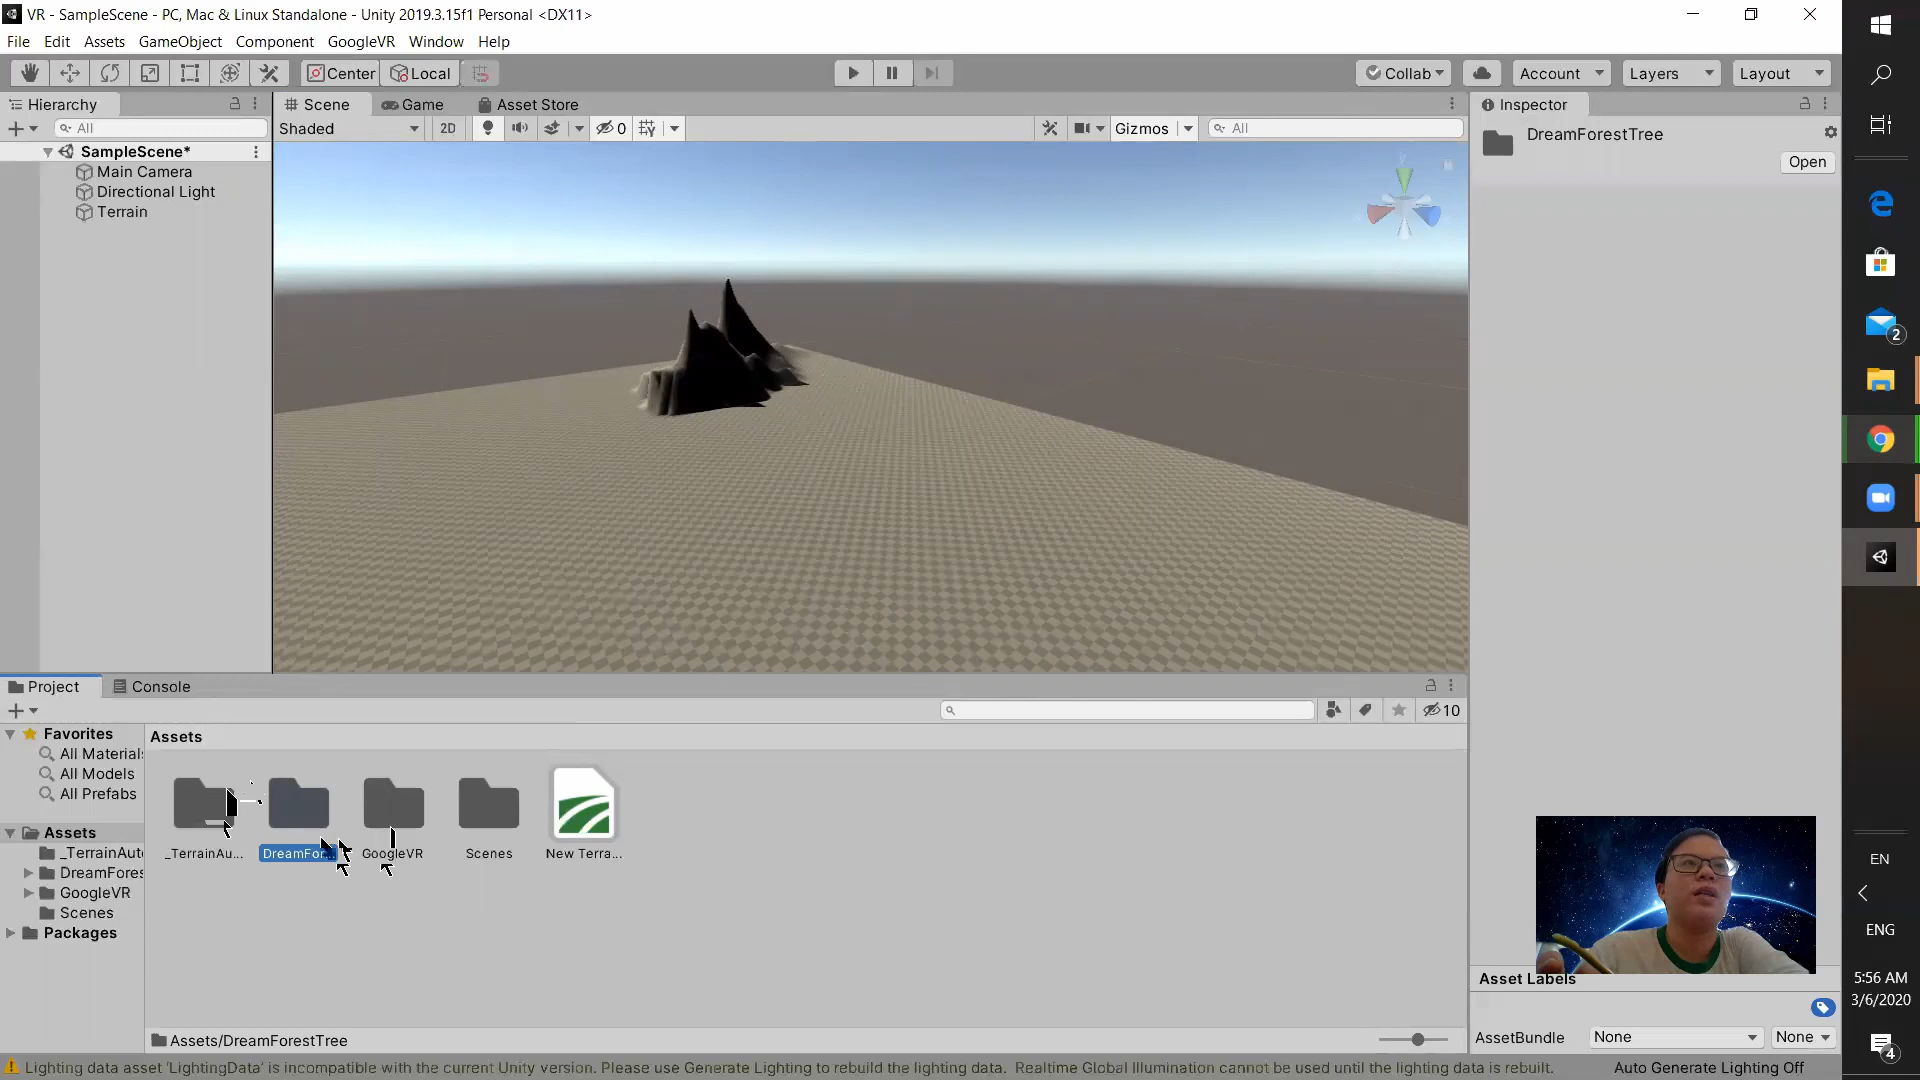 VR - SampleScene - PC, Mac & Linux Standalone - Unity 2019.3.15f1 Personal <DX11>
File Edit Assets GameObject Component GoogleVR Window Help
Center Local Collab Account Layers Layout
Hierarchy
All
SampleScene*
Main Camera
Directional Light
Terrain
Scene Game Asset Store
Shaded 2D 0 Gizmos All
Inspector
DreamForestTree
Open
Project Console
10
Favorites
All Materials
All Models
All Prefabs
Assets
_TerrainAuto
DreamFores
GoogleVR
Scenes
Packages
Assets
_TerrainAu... DreamFor... GoogleVR Scenes New Terra...
Assets/DreamForestTree
Asset Labels
AssetBundle None None
Lighting data asset 'LightingData' is incompatible with the current Unity version. Please use Generate Lighting to rebuild the lighting data. Realtime Global Illumination cannot be used until the lighting data is rebuilt.
Auto Generate Lighting Off
2
EN
ENG
5:56 AM
3/6/2020
4